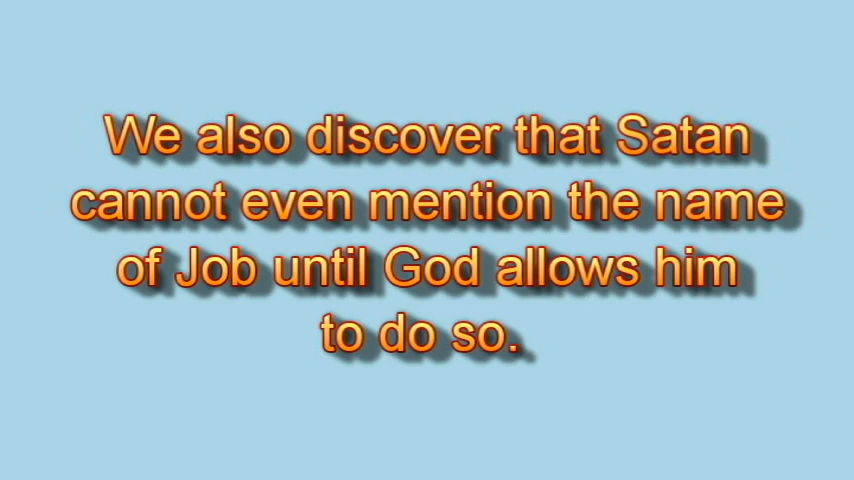 We also discover that Satan
cannot even mention the name
of Job until God allows him
to do so.